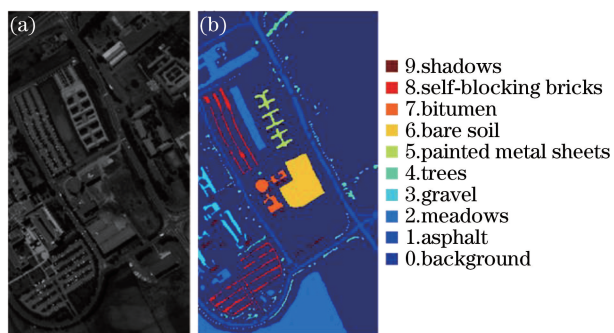 (a)
(b)
9.shadows
8.self-blocking bricks
7.bitumen
6.bare soil
5.painted metal sheets
4.trees
3.gravel
2.meadows
1.asphalt
0.background